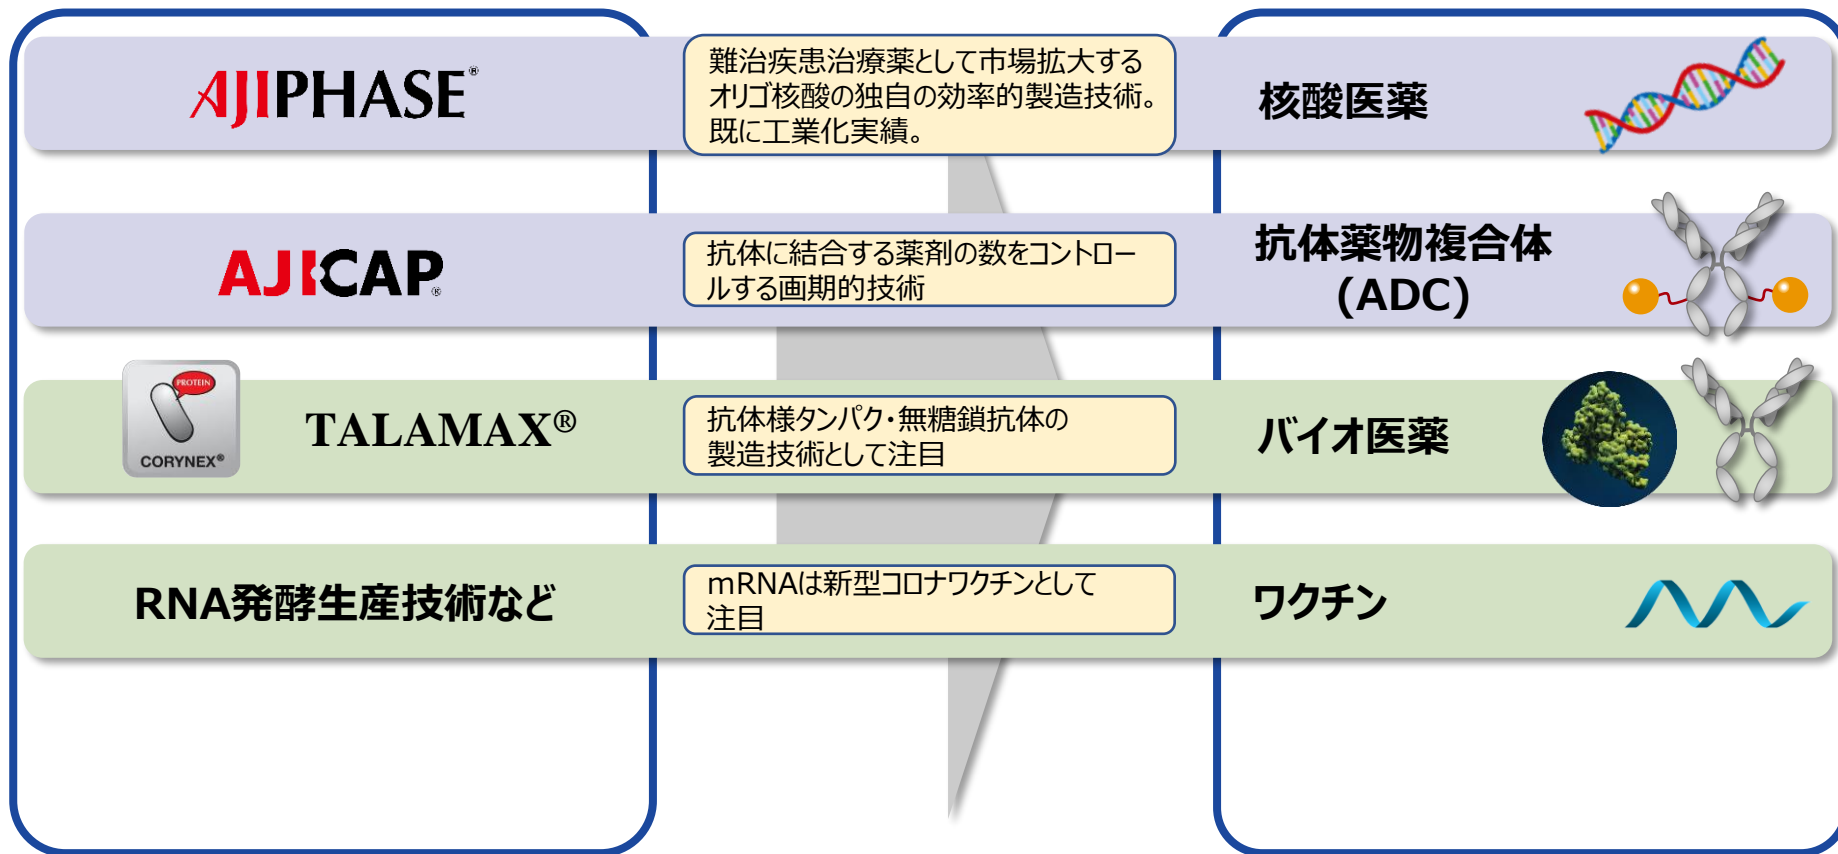 AJIPHASE®
難治疾患治療薬として市場拡大する
オリゴ核酸の独自の効率的製造技術。
既に工業化実績。
核酸医薬
AJICAP®
抗体に結合する薬剤の数をコントロー
ルする画期的技術
抗体薬物複合体
(ADC)
PROTEIN
CORYNEX®
TALAMAX®
抗体様タンパク・無糖鎖抗体の
製造技術として注目
バイオ医薬
RNA発酵生産技術など
mRNAは新型コロナワクチンとして
注目
ワクチン